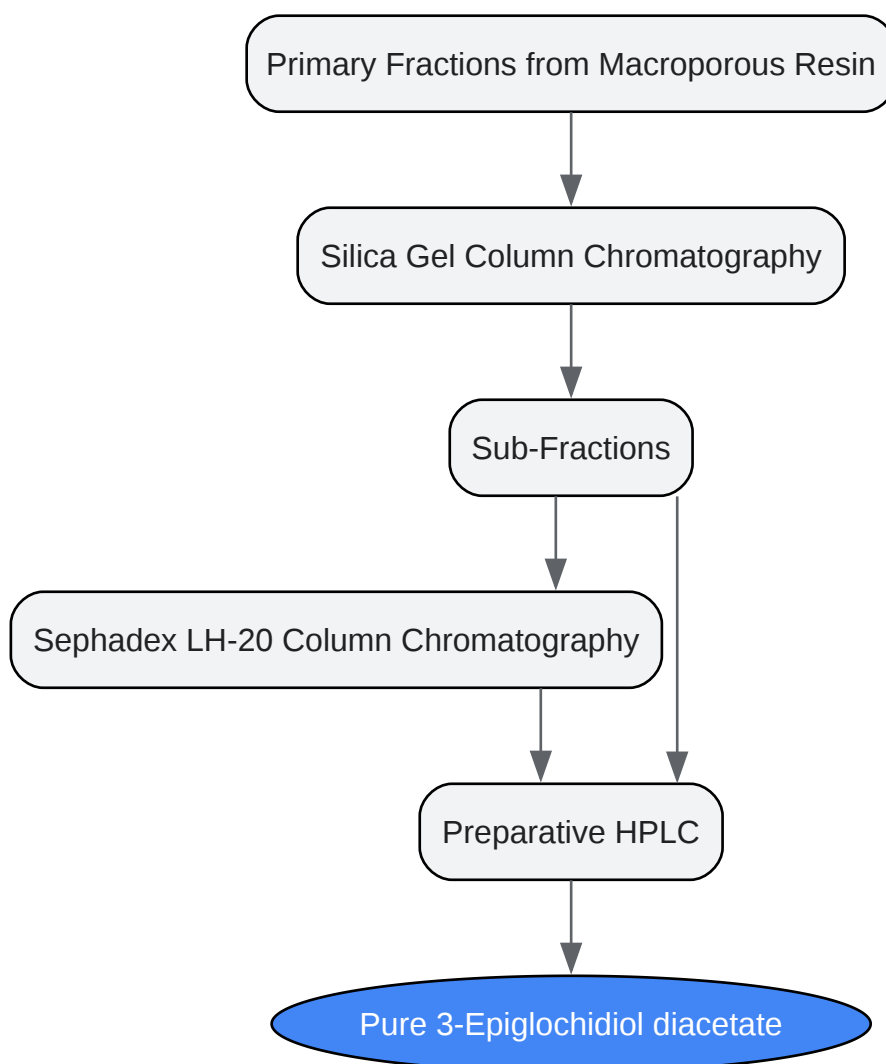 Primary Fractions from Macroporous Resin
Silica Gel Column Chromatography
Sub-Fractions
Sephadex LH-20 Column Chromatography
Preparative HPLC
Pure 3-Epiglochidiol diacetate